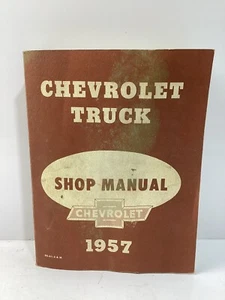 CHEVROLET
TRUCK
SHOP MANUAL
CHEVROLET
1957